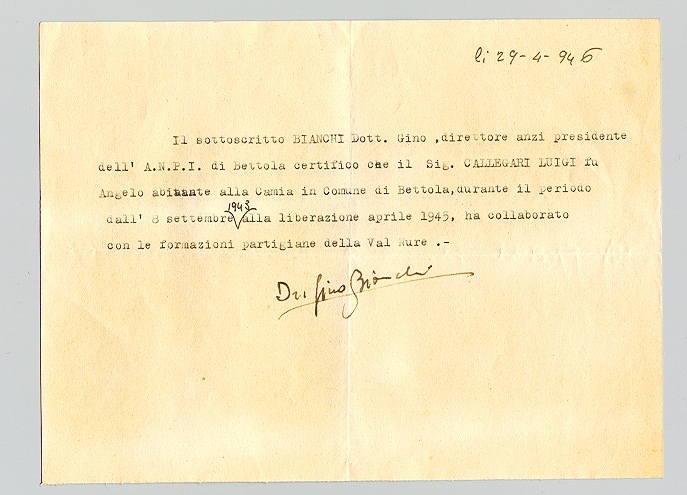 li 29-4-946
Il sottoscritto BIANCHI Dott. Gino ,direttore anzi presidente
dell' A.N.P.I. di Bettola certifico che il Sig. CALLEGARI LUIGI fu
Angelo abitante alla Camia in Comune di Bettola,durante il periodo
1943
dall' 8 settembre alla liberazione aprile 1945, ha collaborato
con le formazioni partigiane della Val Nure .-
Dr. Gino Bianchi